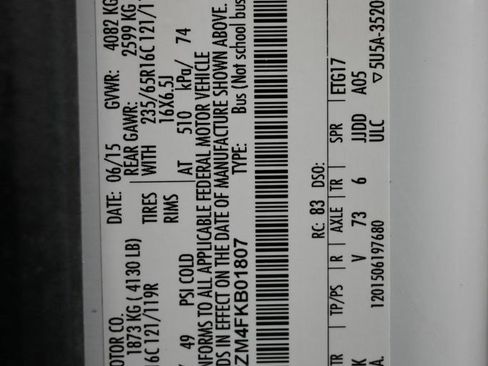 OTOR CO. DATE: 06/15 GVWR: 4082 KG
1873 KG ( 4130 LB) REAR GAWR: 2599 KG
16C 121/119R WITH 235/65R16C 121/1
TIRES
RIMS 16X6.5J
49 PSI COLD AT 510 kPa/ 74
NFORMS TO ALL APPLICABLE FEDERAL MOTOR VEHICLE
DS IN EFFECT ON THE DATE OF MANUFACTURE SHOWN ABOVE.
ZM4FKB01807 TYPE: Bus (Not school bus
RC: 83 DSO:
TR TP/PS R AXLE TR SPR ETG17
K V 73 6 JJDD A05
A. 1201506197680 ULC ▽5U5A-3520